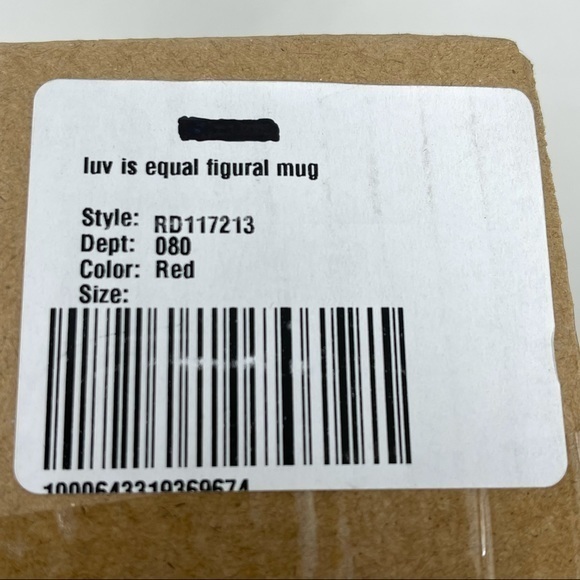 luv is equal figural mug
Style: RD117213
Dept: 080
Color: Red
Size:
1000643319369674